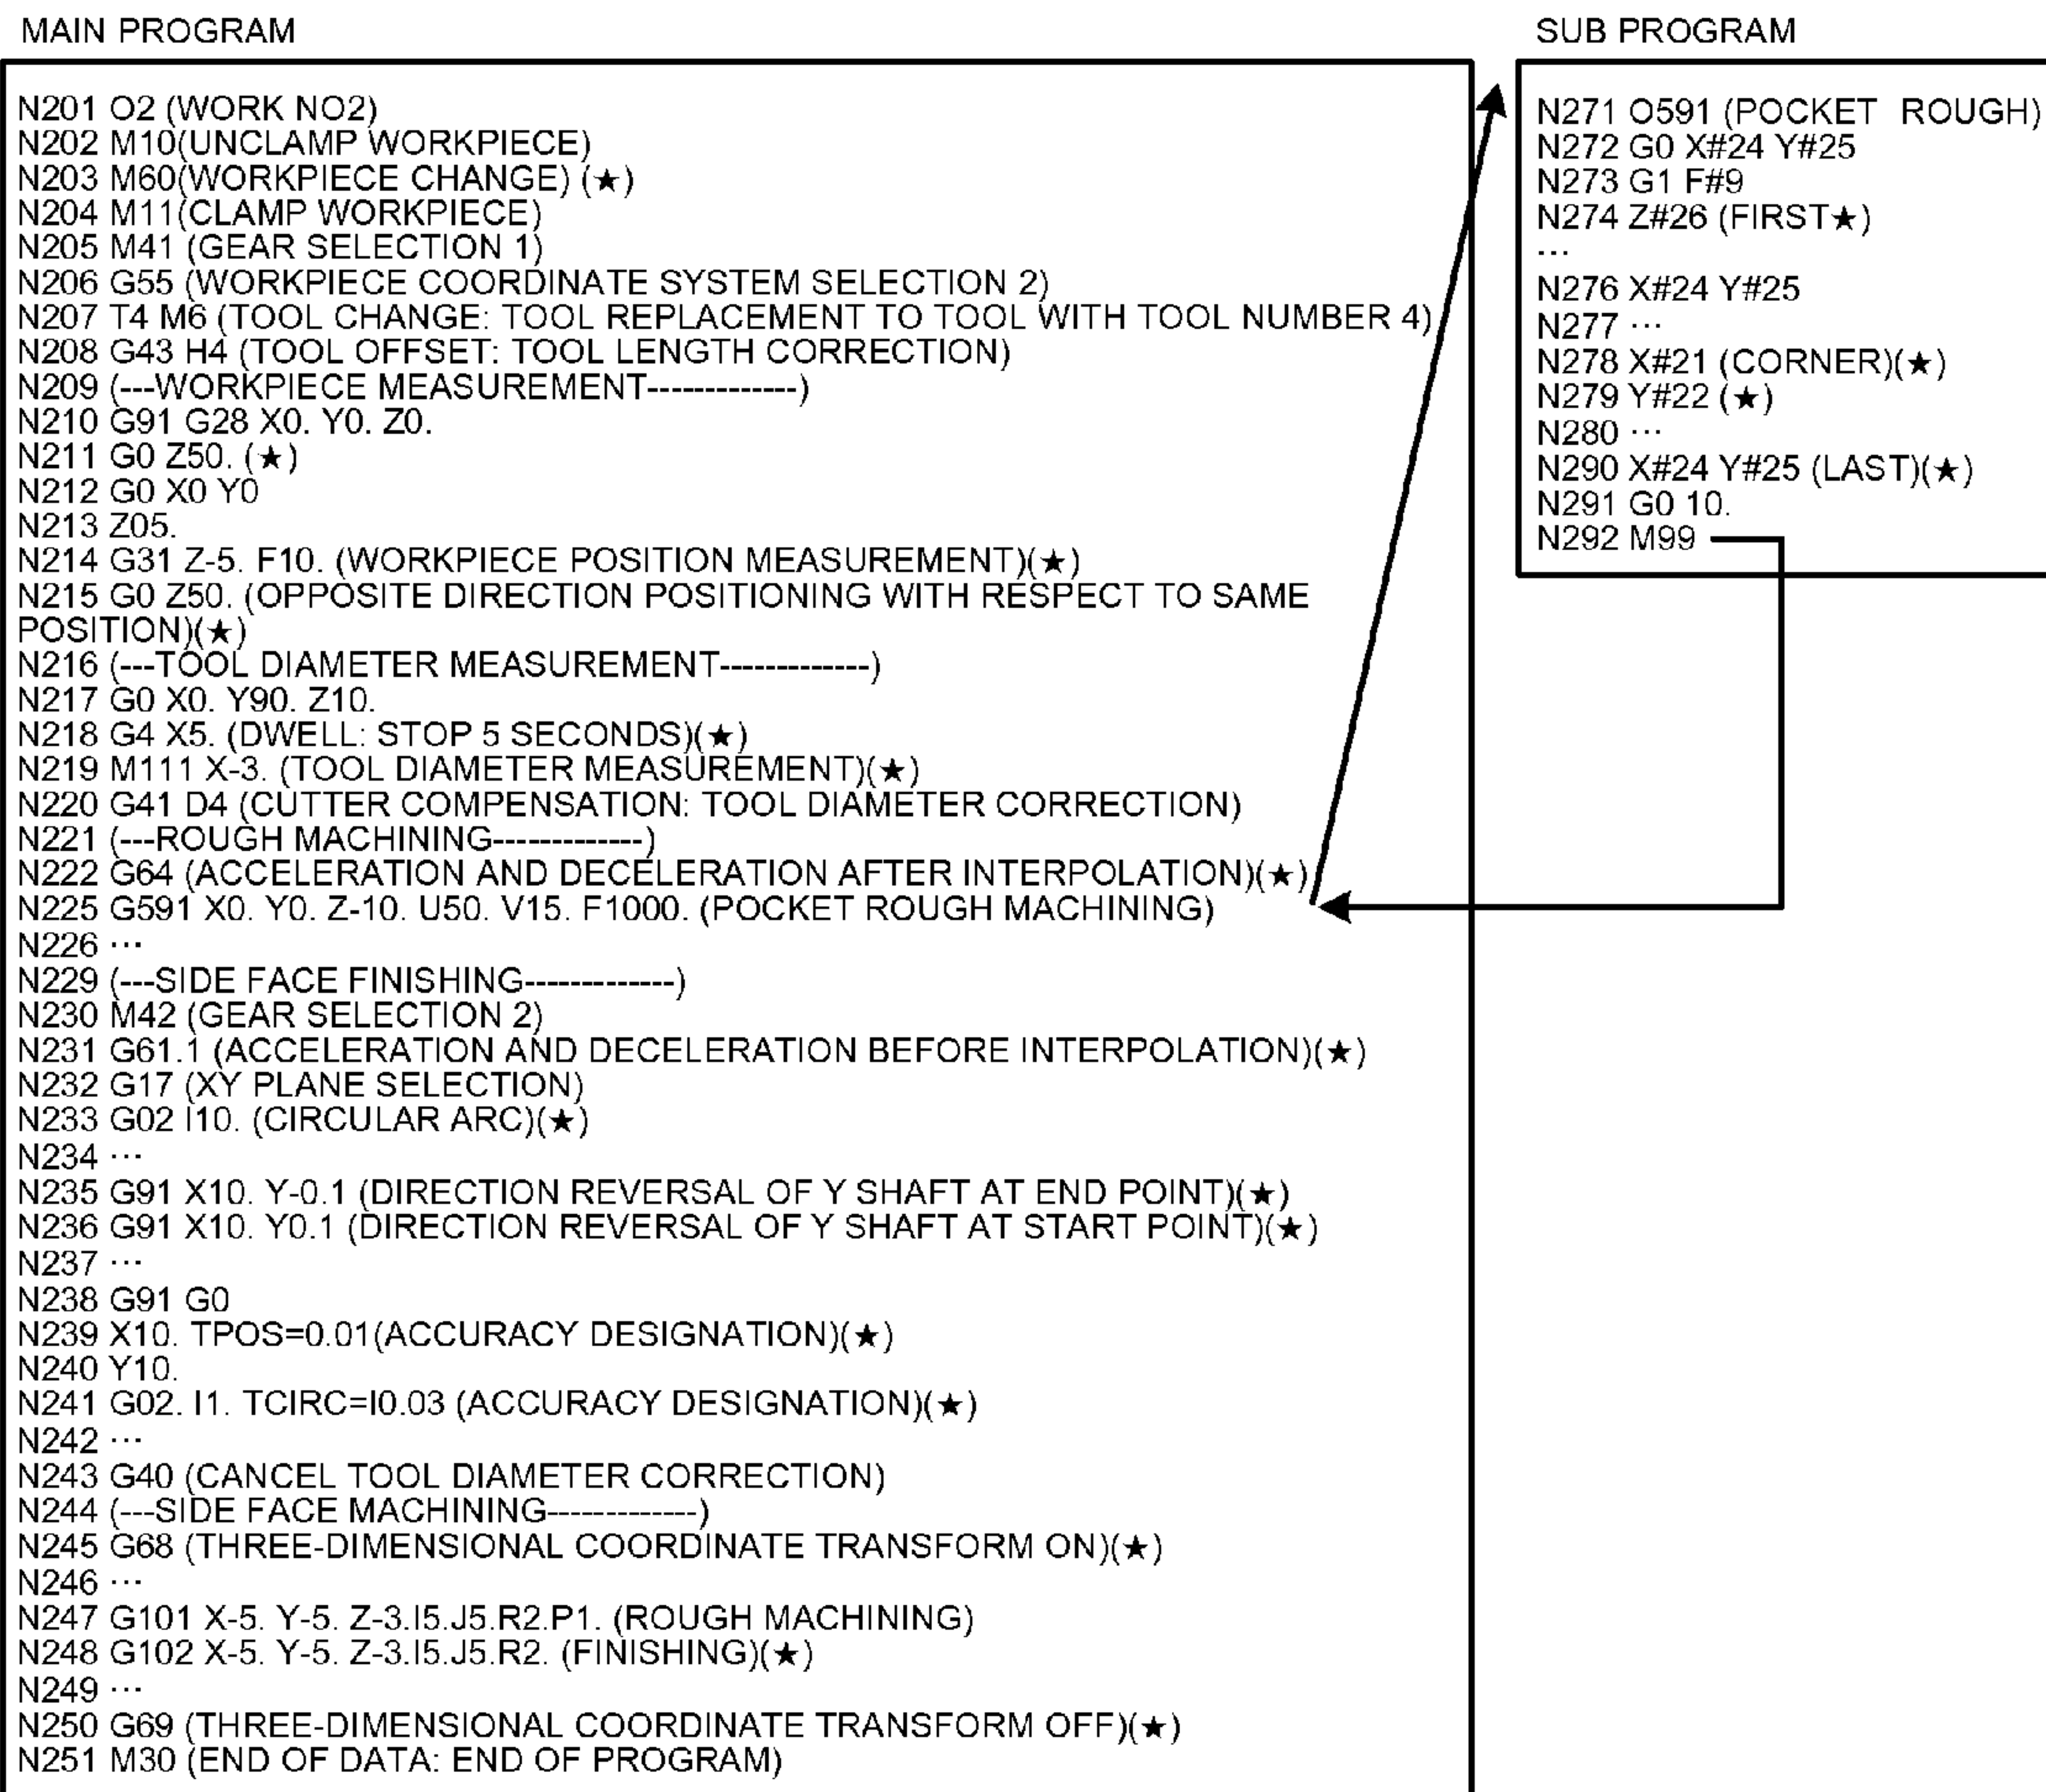 MAIN PROGRAM
N201 O2 (WORK NO2)
N202 M10(UNCLAMP WORKPIECE)
N203 M60(WORKPIECE CHANGE) (★)
N204 M11(CLAMP WORKPIECE)
N205 M41 (GEAR SELECTION 1)
N206 G55 (WORKPIECE COORDINATE SYSTEM SELECTION 2)
N207 T4 M6 (TOOL CHANGE: TOOL REPLACEMENT TO TOOL WITH TOOL NUMBER 4)
N208 G43 H4 (TOOL OFFSET: TOOL LENGTH CORRECTION)
N209 (---WORKPIECE MEASUREMENT-------------)
N210 G91 G28 X0. Y0. Z0.
N211 G0 Z50. (★)
N212 G0 X0 Y0
N213 Z05.
N214 G31 Z-5. F10. (WORKPIECE POSITION MEASUREMENT)(★)
N215 G0 Z50. (OPPOSITE DIRECTION POSITIONING WITH RESPECT TO SAME
POSITION)(★)
N216 (---TOOL DIAMETER MEASUREMENT-------------)
N217 G0 X0. Y90. Z10.
N218 G4 X5. (DWELL: STOP 5 SECONDS)(★)
N219 M111 X-3. (TOOL DIAMETER MEASUREMENT)(★)
N220 G41 D4 (CUTTER COMPENSATION: TOOL DIAMETER CORRECTION)
N221 (---ROUGH MACHINING-------------)
N222 G64 (ACCELERATION AND DECELERATION AFTER INTERPOLATION)(★)
N225 G591 X0. Y0. Z-10. U50. V15. F1000. (POCKET ROUGH MACHINING)
N226 ···
N229 (---SIDE FACE FINISHING-------------)
N230 M42 (GEAR SELECTION 2)
N231 G61.1 (ACCELERATION AND DECELERATION BEFORE INTERPOLATION)(★)
N232 G17 (XY PLANE SELECTION)
N233 G02 I10. (CIRCULAR ARC)(★)
N234 ···
N235 G91 X10. Y-0.1 (DIRECTION REVERSAL OF Y SHAFT AT END POINT)(★)
N236 G91 X10. Y0.1 (DIRECTION REVERSAL OF Y SHAFT AT START POINT)(★)
N237 ···
N238 G91 G0
N239 X10. TPOS=0.01(ACCURACY DESIGNATION)(★)
N240 Y10.
N241 G02. I1. TCIRC=I0.03 (ACCURACY DESIGNATION)(★)
N242 ···
N243 G40 (CANCEL TOOL DIAMETER CORRECTION)
N244 (---SIDE FACE MACHINING-------------)
N245 G68 (THREE-DIMENSIONAL COORDINATE TRANSFORM ON)(★)
N246 ···
N247 G101 X-5. Y-5. Z-3.I5.J5.R2.P1. (ROUGH MACHINING)
N248 G102 X-5. Y-5. Z-3.I5.J5.R2. (FINISHING)(★)
N249 ···
N250 G69 (THREE-DIMENSIONAL COORDINATE TRANSFORM OFF)(★)
N251 M30 (END OF DATA: END OF PROGRAM)
SUB PROGRAM
N271 O591 (POCKET ROUGH)
N272 G0 X#24 Y#25
N273 G1 F#9
N274 Z#26 (FIRST★)
···
N276 X#24 Y#25
N277 ···
N278 X#21 (CORNER)(★)
N279 Y#22 (★)
N280 ···
N290 X#24 Y#25 (LAST)(★)
N291 G0 10.
N292 M99